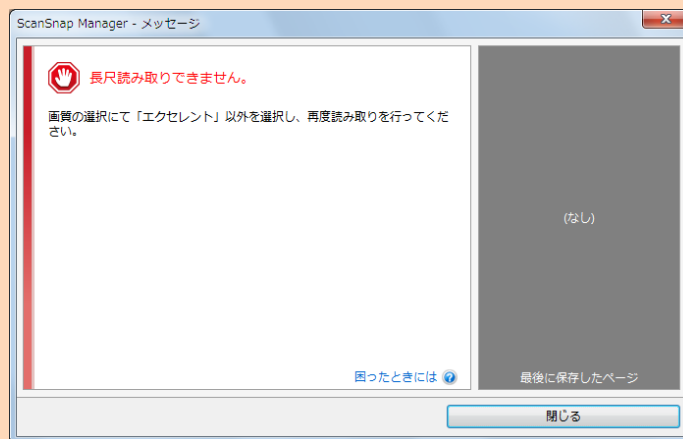 ScanSnap Manager - メッセージ
長尺読み取りできません。
画質の選択にて「エクセレント」以外を選択し、再度読み取りを行ってくだ
さい。
(なし)
困ったときには
最後に保存したページ
閉じる